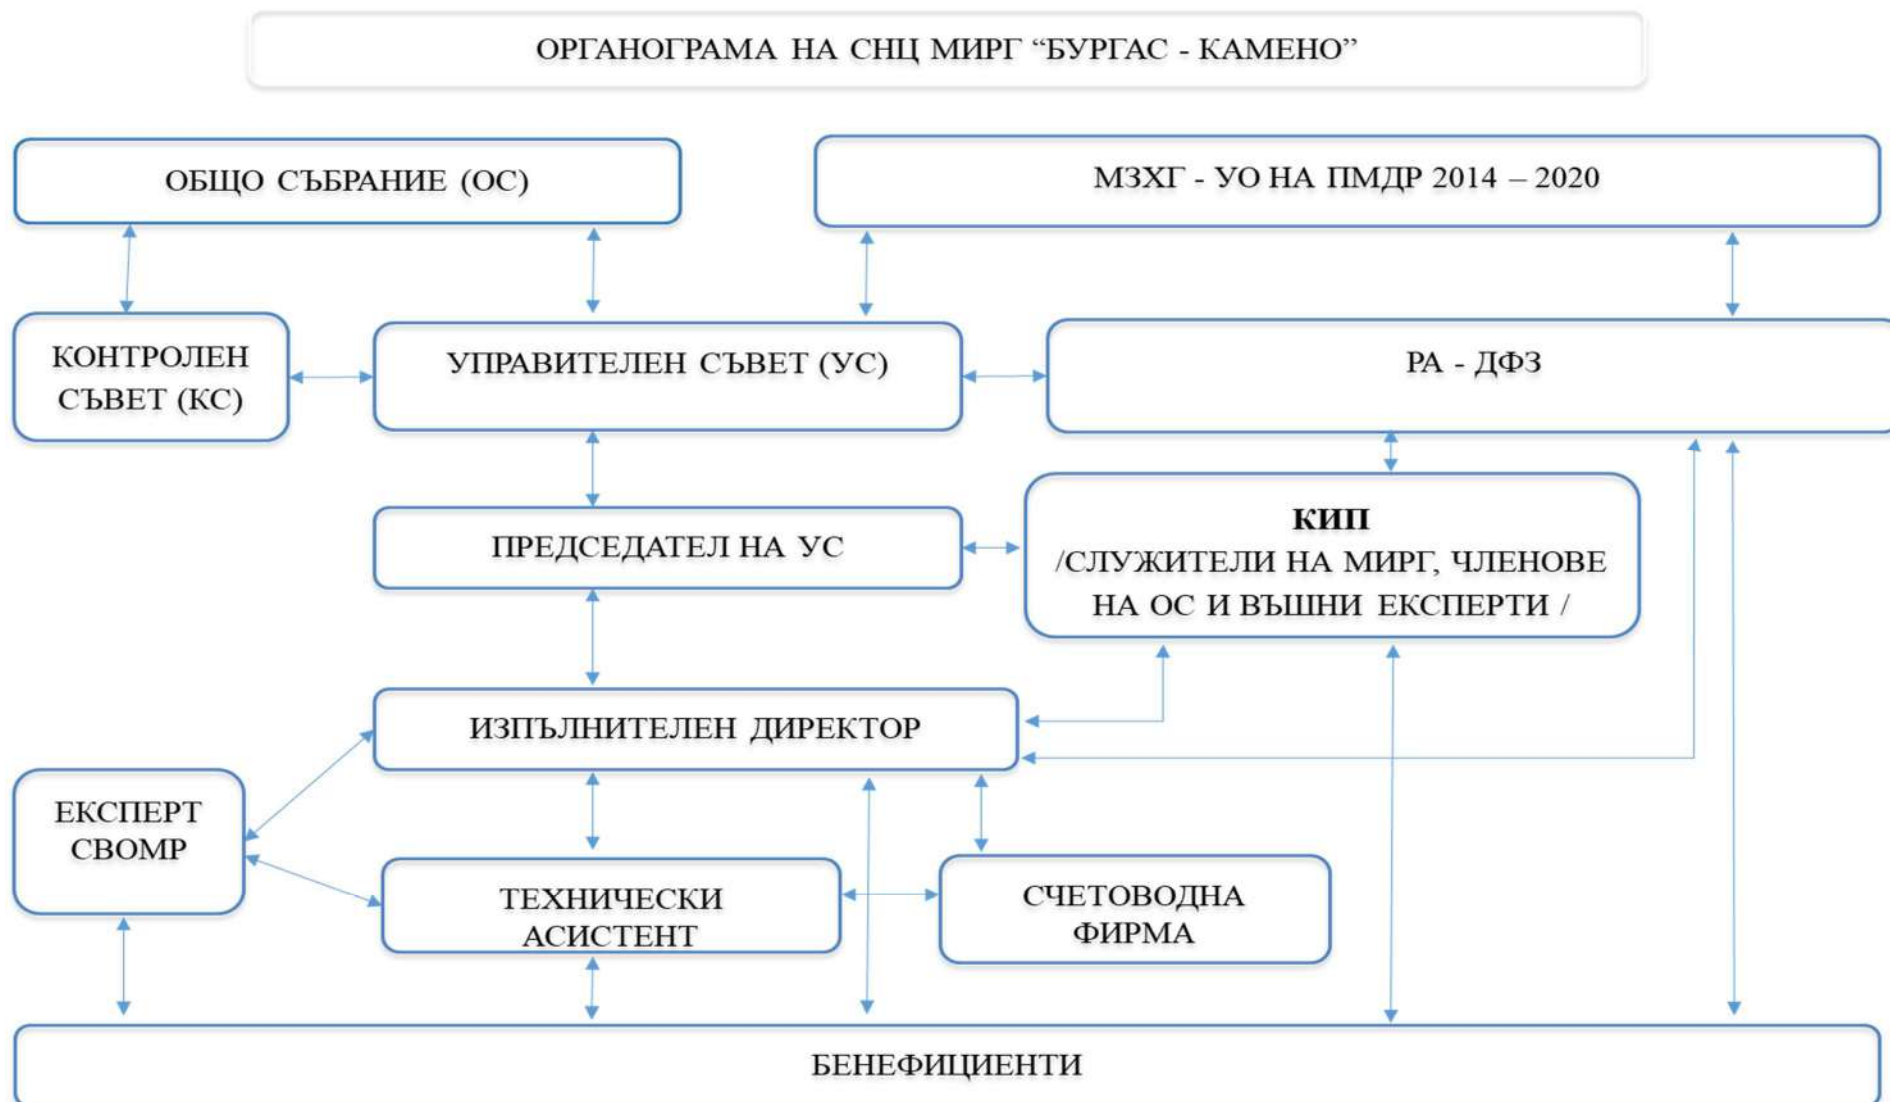 ОРГАНОГРАМА НА СНЦ МИРГ “БУРГАС - КАМЕНО”
ОБЩО СЪБРАНИЕ (ОС)
МЗХГ - УО НА ПМДР 2014 – 2020
КОНТРОЛЕН
СЪВЕТ (КС)
УПРАВИТЕЛЕН СЪВЕТ (УС)
РА - ДФЗ
ПРЕДСЕДАТЕЛ НА УС
КИП
/СЛУЖИТЕЛИ НА МИРГ, ЧЛЕНОВЕ
НА ОС И ВЪШНИ ЕКСПЕРТИ /
ИЗПЪЛНИТЕЛЕН ДИРЕКТОР
ЕКСПЕРТ
СВОМР
ТЕХНИЧЕСКИ
АСИСТЕНТ
СЧЕТОВОДНА
ФИРМА
БЕНЕФИЦИЕНТИ